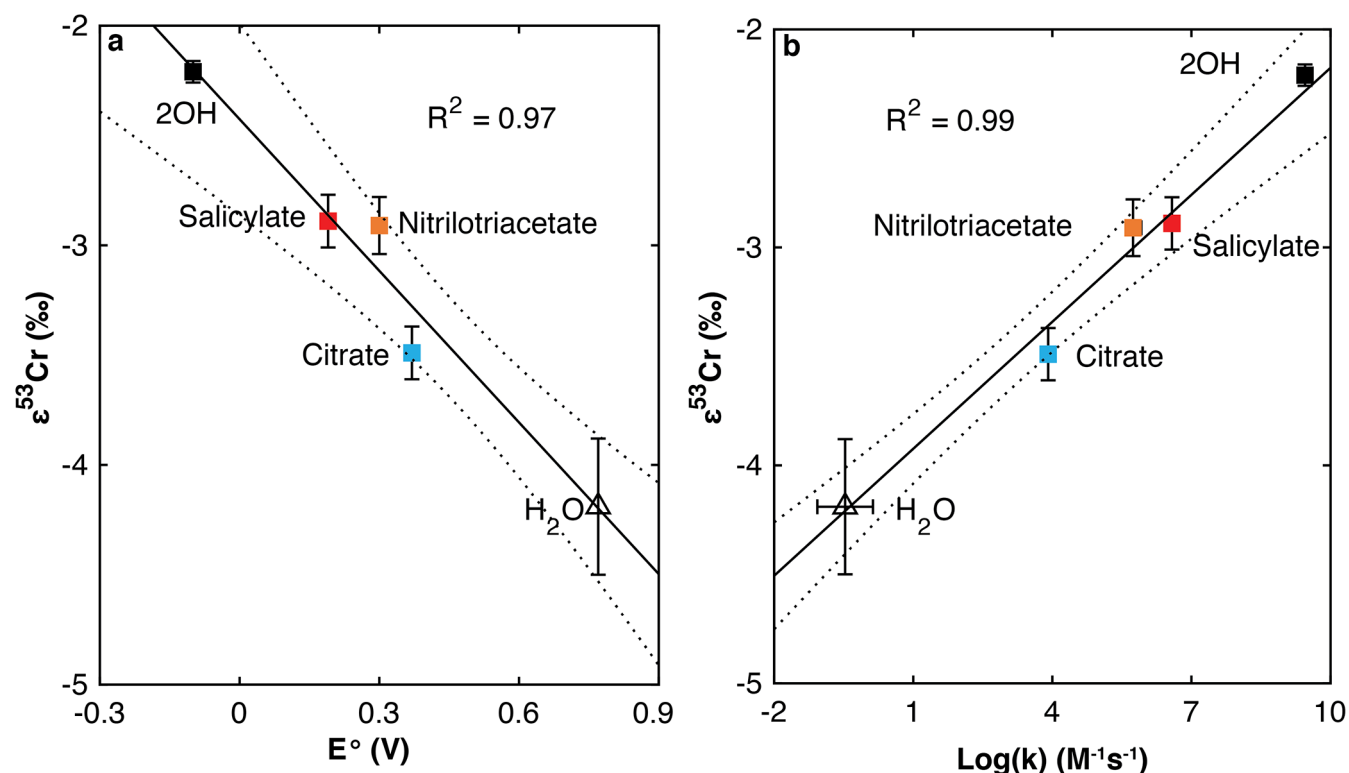 a
-2
-3
-4
-5
ε⁵³Cr (‰)
2OH
R² = 0.97
Salicylate
Nitrilotriacetate
Citrate
H₂O
-0.3 0 0.3 0.6 0.9
E° (V)
b
-2
-3
-4
-5
ε⁵³Cr (‰)
2OH
R² = 0.99
Nitrilotriacetate
Salicylate
Citrate
H₂O
-2 1 4 7 10
Log(k) (M⁻¹s⁻¹)